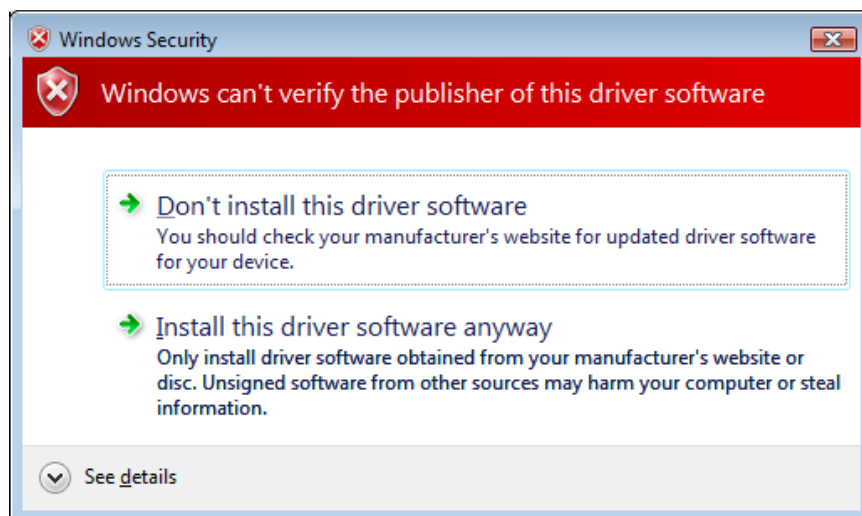 Windows Security
Windows can't verify the publisher of this driver software
Don't install this driver software
You should check your manufacturer's website for updated driver software
for your device.
Install this driver software anyway
Only install driver software obtained from your manufacturer's website or
disc. Unsigned software from other sources may harm your computer or steal
information.
See details